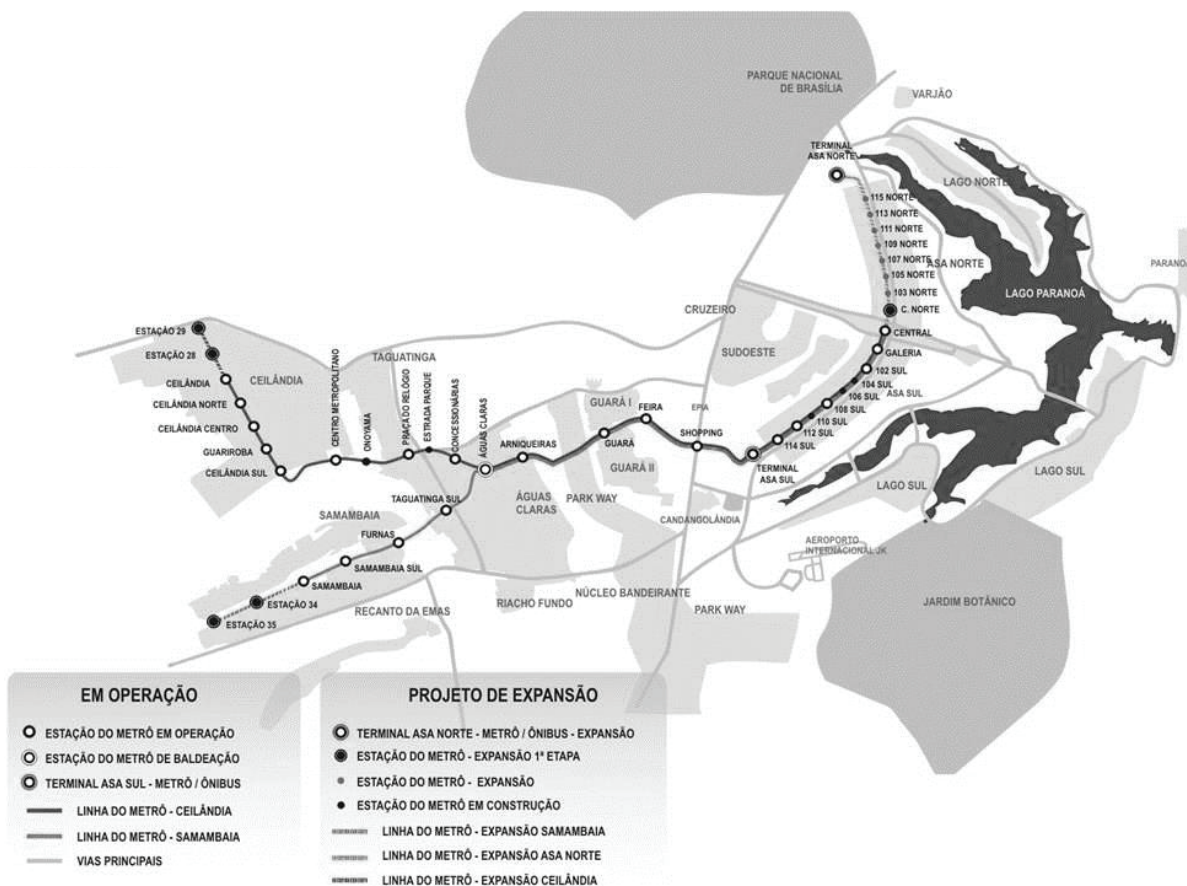 PARQUE NACIONAL
DE BRASÍLIA
VARJÃO
TERMINAL
ASA NORTE
LAGO NORTE
115 NORTE
113 NORTE
111 NORTE
109 NORTE
107 NORTE
ASA NORTE
105 NORTE
103 NORTE
C. NORTE
LAGO PARANOÁ
PARANOÁ
CRUZEIRO
CENTRAL
GALERIA
SUDOESTE
102 SUL
104 SUL
106 SUL
ASA SUL
108 SUL
110 SUL
112 SUL
114 SUL
TERMINAL
ASA SUL
ESTAÇÃO 29
ESTAÇÃO 28
CEILÂNDIA
CEILÂNDIA
CEILÂNDIA NORTE
CEILÂNDIA CENTRO
GUARIROBA
CEILÂNDIA SUL
TAGUATINGA
CENTRO METROPOLITANO
ONOYAMA
PRAÇA DO RELÓGIO
ESTRADA PARQUE
CONCESSIONÁRIAS
ÁGUAS CLARAS
ARNIQUEIRAS
GUARÁ I
GUARÁ
FEIRA
EPIA
SHOPPING
GUARÁ II
TAGUATINGA SUL
ÁGUAS
CLARAS
PARK WAY
CANDANGOLÂNDIA
LAGO SUL
LAGO SUL
SAMAMBAIA
FURNAS
SAMAMBAIA SUL
SAMAMBAIA
ESTAÇÃO 34
ESTAÇÃO 35
RECANTO DA EMAS
RIACHO FUNDO
NÚCLEO BANDEIRANTE
PARK WAY
AEROPORTO
INTERNACIONAL JK
JARDIM BOTÂNICO
EM OPERAÇÃO
ESTAÇÃO DO METRÔ EM OPERAÇÃO
ESTAÇÃO DO METRÔ DE BALDEAÇÃO
TERMINAL ASA SUL - METRÔ / ÔNIBUS
LINHA DO METRÔ - CEILÂNDIA
LINHA DO METRÔ - SAMAMBAIA
VIAS PRINCIPAIS
PROJETO DE EXPANSÃO
TERMINAL ASA NORTE - METRÔ / ÔNIBUS - EXPANSÃO
ESTAÇÃO DO METRÔ - EXPANSÃO 1ª ETAPA
ESTAÇÃO DO METRÔ - EXPANSÃO
ESTAÇÃO DO METRÔ EM CONSTRUÇÃO
LINHA DO METRÔ - EXPANSÃO SAMAMBAIA
LINHA DO METRÔ - EXPANSÃO ASA NORTE
LINHA DO METRÔ - EXPANSÃO CEILÂNDIA